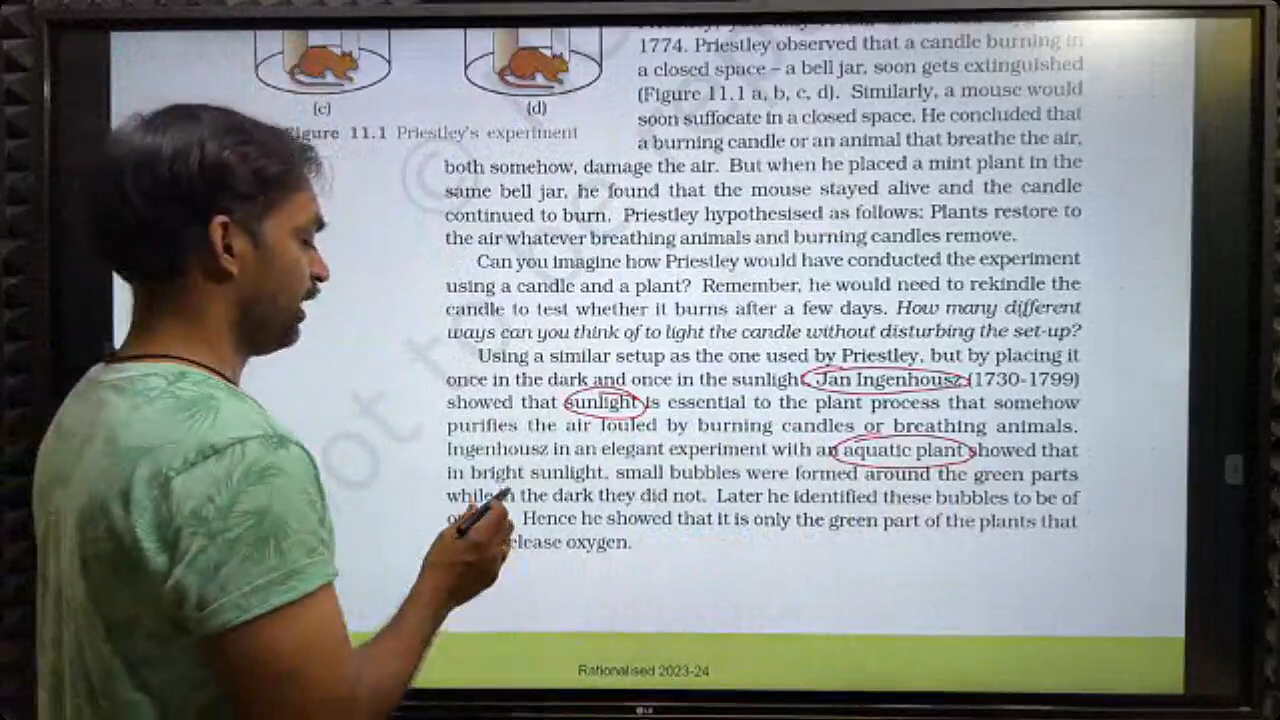 (c)
(d)
Figure 11.1 Priestley's experiment
1774. Priestley observed that a candle burning in
a closed space – a bell jar, soon gets extinguished
(Figure 11.1 a, b, c, d). Similarly, a mouse would
soon suffocate in a closed space. He concluded that
a burning candle or an animal that breathe the air,
both somehow, damage the air. But when he placed a mint plant in the
same bell jar, he found that the mouse stayed alive and the candle
continued to burn. Priestley hypothesised as follows: Plants restore to
the air whatever breathing animals and burning candles remove.
Can you imagine how Priestley would have conducted the experiment
using a candle and a plant? Remember, he would need to rekindle the
candle to test whether it burns after a few days. How many different
ways can you think of to light the candle without disturbing the set-up?
Using a similar setup as the one used by Priestley, but by placing it
once in the dark and once in the sunlight, Jan Ingenhousz (1730-1799)
showed that sunlight is essential to the plant process that somehow
purifies the air fouled by burning candles or breathing animals.
Ingenhousz in an elegant experiment with an aquatic plant showed that
in bright sunlight, small bubbles were formed around the green parts
while in the dark they did not. Later he identified these bubbles to be of
Hence he showed that it is only the green part of the plants that
release oxygen.
Rationalised 2023-24
LG